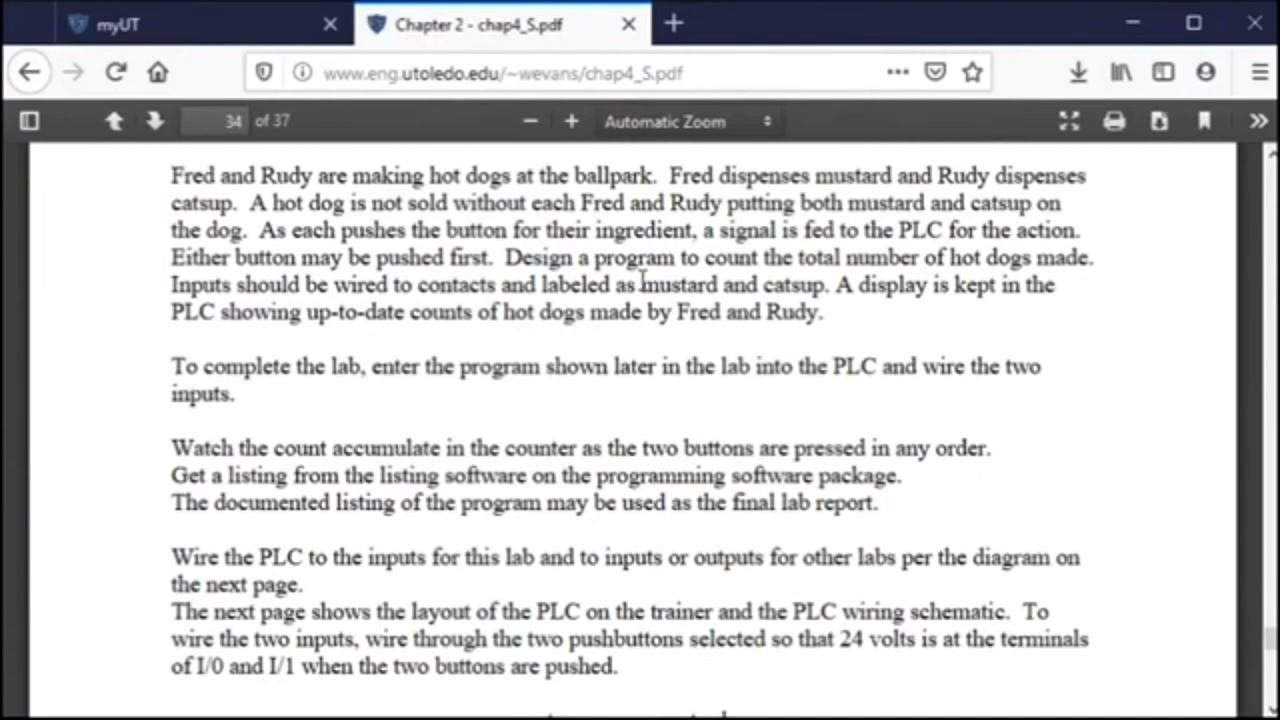 myUT
Chapter 2 - chap4_S.pdf
www.eng.utoledo.edu/~wevans/chap4_S.pdf
34 of 37
Automatic Zoom
Fred and Rudy are making hot dogs at the ballpark. Fred dispenses mustard and Rudy dispenses
catsup. A hot dog is not sold without each Fred and Rudy putting both mustard and catsup on
the dog. As each pushes the button for their ingredient, a signal is fed to the PLC for the action.
Either button may be pushed first. Design a program to count the total number of hot dogs made.
Inputs should be wired to contacts and labeled as mustard and catsup. A display is kept in the
PLC showing up-to-date counts of hot dogs made by Fred and Rudy.
To complete the lab, enter the program shown later in the lab into the PLC and wire the two
inputs.
Watch the count accumulate in the counter as the two buttons are pressed in any order.
Get a listing from the listing software on the programming software package.
The documented listing of the program may be used as the final lab report.
Wire the PLC to the inputs for this lab and to inputs or outputs for other labs per the diagram on
the next page.
The next page shows the layout of the PLC on the trainer and the PLC wiring schematic. To
wire the two inputs, wire through the two pushbuttons selected so that 24 volts is at the terminals
of I/0 and I/1 when the two buttons are pushed.